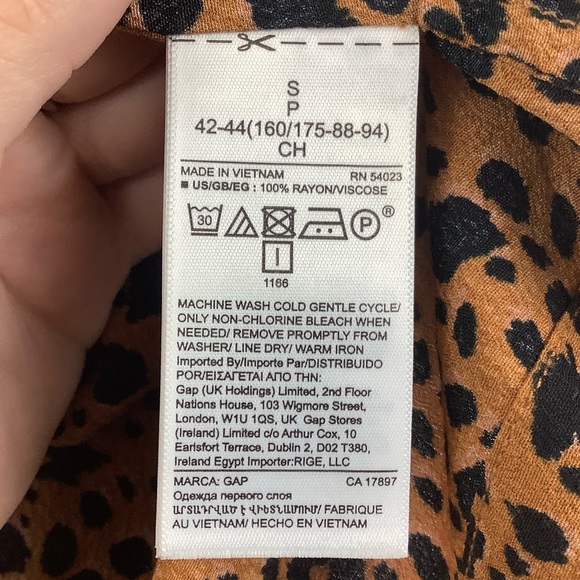 S
P
42-44(160/175-88-94)
CH
MADE IN VIETNAM RN 54023
■ US/GB/EG : 100% RAYON/VISCOSE
30 P ®
1166
MACHINE WASH COLD GENTLE CYCLE/
ONLY NON-CHLORINE BLEACH WHEN
NEEDED/ REMOVE PROMPTLY FROM
WASHER/ LINE DRY/ WARM IRON
Imported By/Importe Par/DISTRIBUIDO
POR/ΕΙΣΑΓΕΤΑΙ ΑΠΟ ΤΗΝ:
Gap (UK Holdings) Limited, 2nd Floor
Nations House, 103 Wigmore Street,
London, W1U 1QS, UK Gap Stores
(Ireland) Limited c/o Arthur Cox, 10
Earlsfort Terrace, Dublin 2, D02 T380,
Ireland Egypt Importer:RIGE, LLC
MARCA: GAP CA 17897
Одежда первого слоя
ԱՐՏԱԴՐՎԱԾ Է ՎԻԵՏՆԱՄՈՒՄ/ FABRIQUE
AU VIETNAM/ HECHO EN VIETNAM